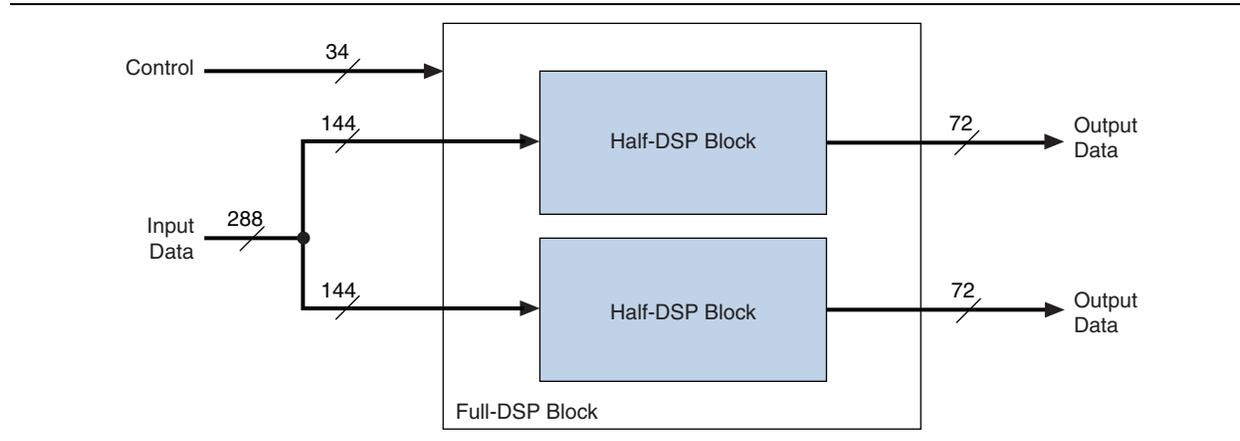 34
Control
144
Half-DSP Block
72
Output
Data
288
Input
Data
144
Half-DSP Block
72
Output
Data
Full-DSP Block